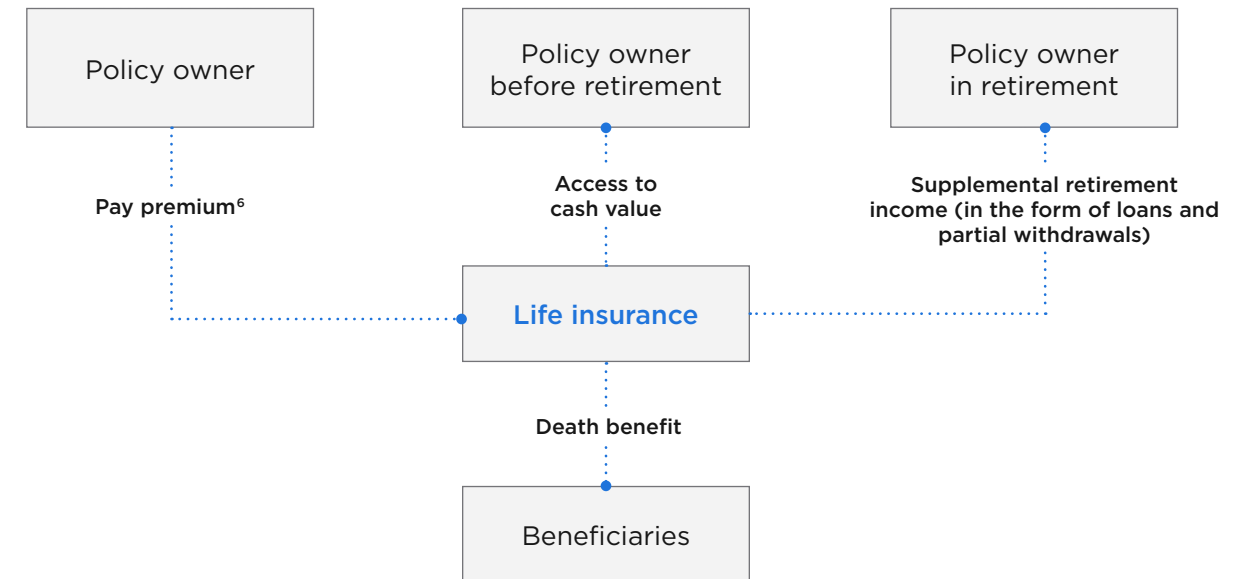 Policy owner
Policy owner
before retirement
Policy owner
in retirement
Pay premium⁶
Access to
cash value
Supplemental retirement
income (in the form of loans and
partial withdrawals)
Life insurance
Death benefit
Beneficiaries